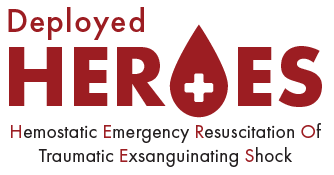 Deployed
HEROES
Hemostatic Emergency Resuscitation Of
Traumatic Exsanguinating Shock